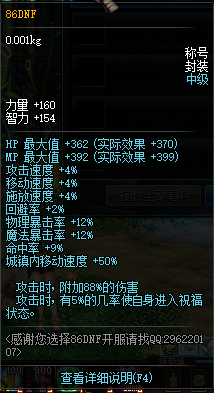 86DNF
0.001kg
称号
封装
中级
力量 +160
智力 +154
HP 最大值 +362 (实际效果 +370)
MP 最大值 +392 (实际效果 +399)
攻击速度 +4%
移动速度 +4%
施放速度 +4%
回避率 +2%
物理暴击率 +12%
魔法暴击率 +12%
命中率 +9%
城镇内移动速度 +50%
攻击时, 附加88%的伤害
攻击时, 有5%的几率使自身进入祝福
状态。
<感谢您选择86DNF开服请找QQ:2962201
07>
查看详细说明(F4)